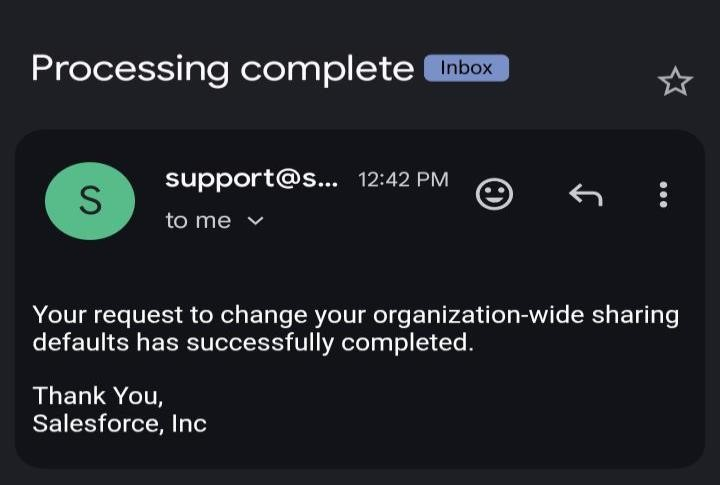 Processing complete Inbox
S
support@s... 12:42 PM
to me
Your request to change your organization-wide sharing
defaults has successfully completed.
Thank You,
Salesforce, Inc